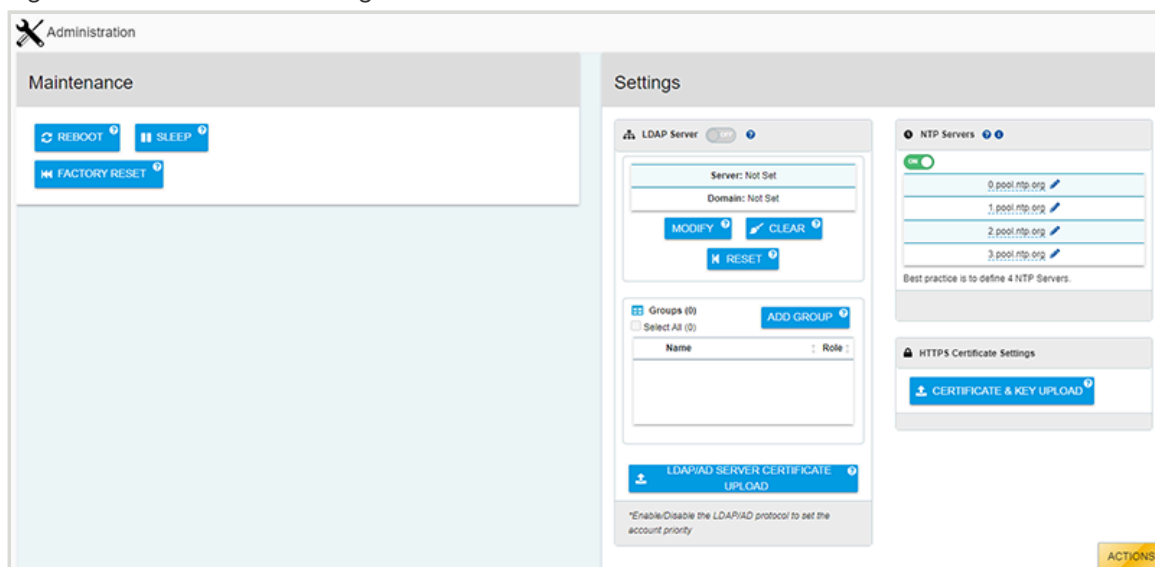 Administration
Maintenance
REBOOT
SLEEP
FACTORY RESET
Settings
LDAP Server OFF
Server: Not Set
Domain: Not Set
MODIFY
CLEAR
RESET
Groups (0)
Select All (0)
ADD GROUP
Name Role
LDAP/AD SERVER CERTIFICATE
UPLOAD
*Enable/Disable the LDAP/AD protocol to set the
account priority
NTP Servers
ON
0.pool.ntp.org
1.pool.ntp.org
2.pool.ntp.org
3.pool.ntp.org
Best practice is to define 4 NTP Servers.
HTTPS Certificate Settings
CERTIFICATE & KEY UPLOAD
ACTIONS